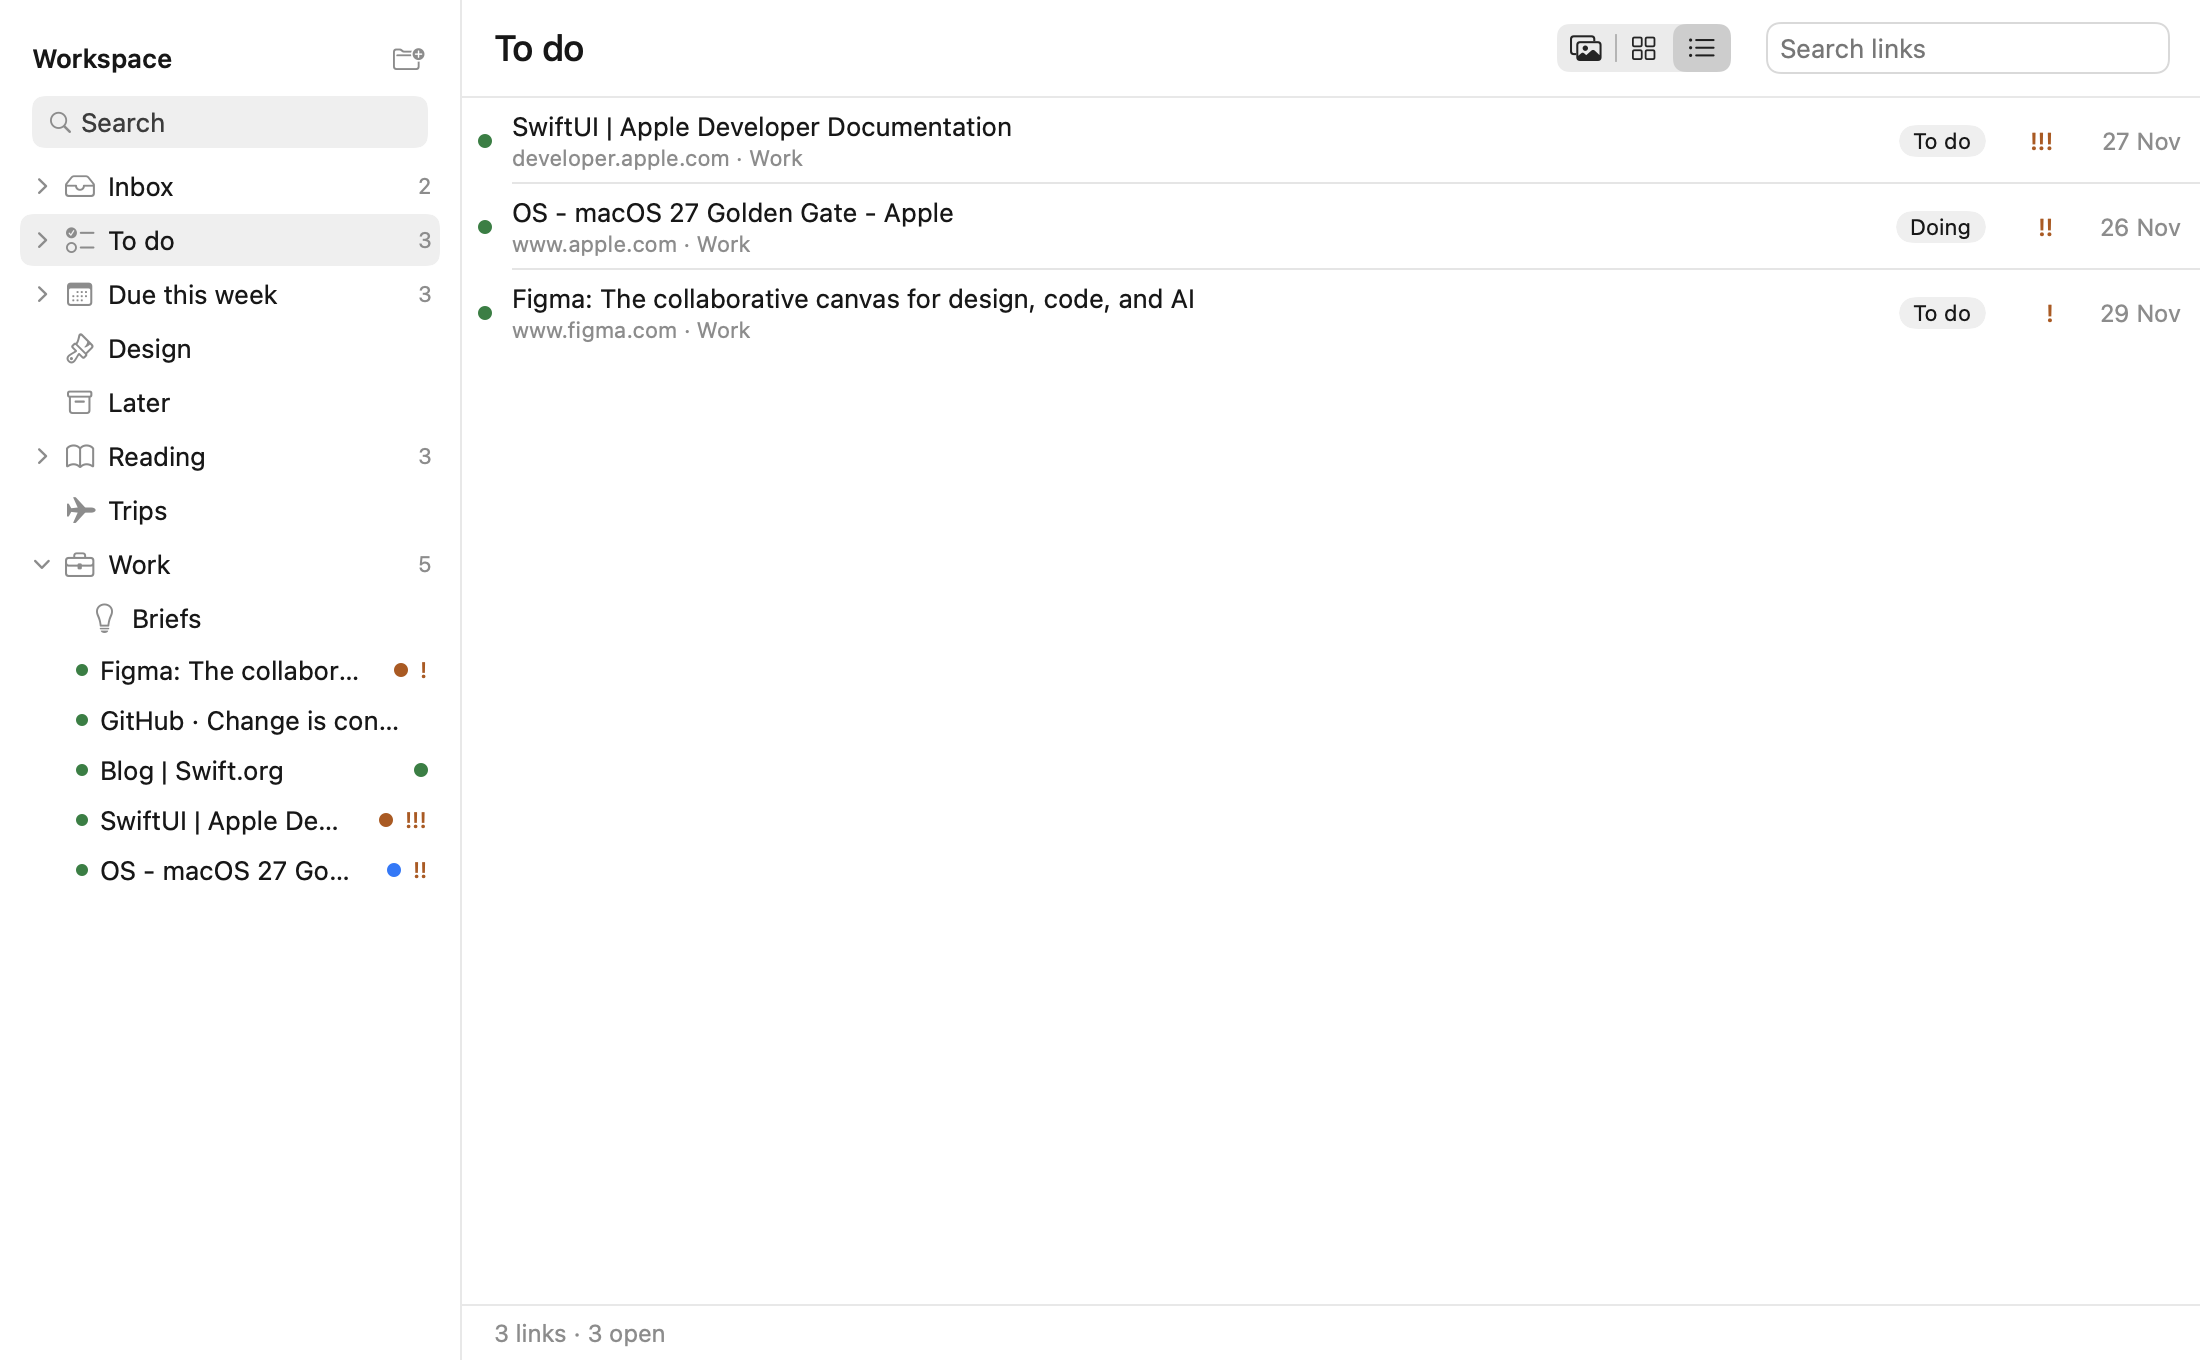 Workspace
Search
Inbox 2
To do 3
Due this week 3
Design
Later
Reading 3
Trips
Work 5
Briefs
Figma: The collabor... !
GitHub · Change is con...
Blog | Swift.org
SwiftUI | Apple De... !!!
OS - macOS 27 Go... !!
To do
Search links
SwiftUI | Apple Developer Documentation
developer.apple.com · Work
To do !!! 27 Nov
OS - macOS 27 Golden Gate - Apple
www.apple.com · Work
Doing !! 26 Nov
Figma: The collaborative canvas for design, code, and AI
www.figma.com · Work
To do ! 29 Nov
3 links · 3 open